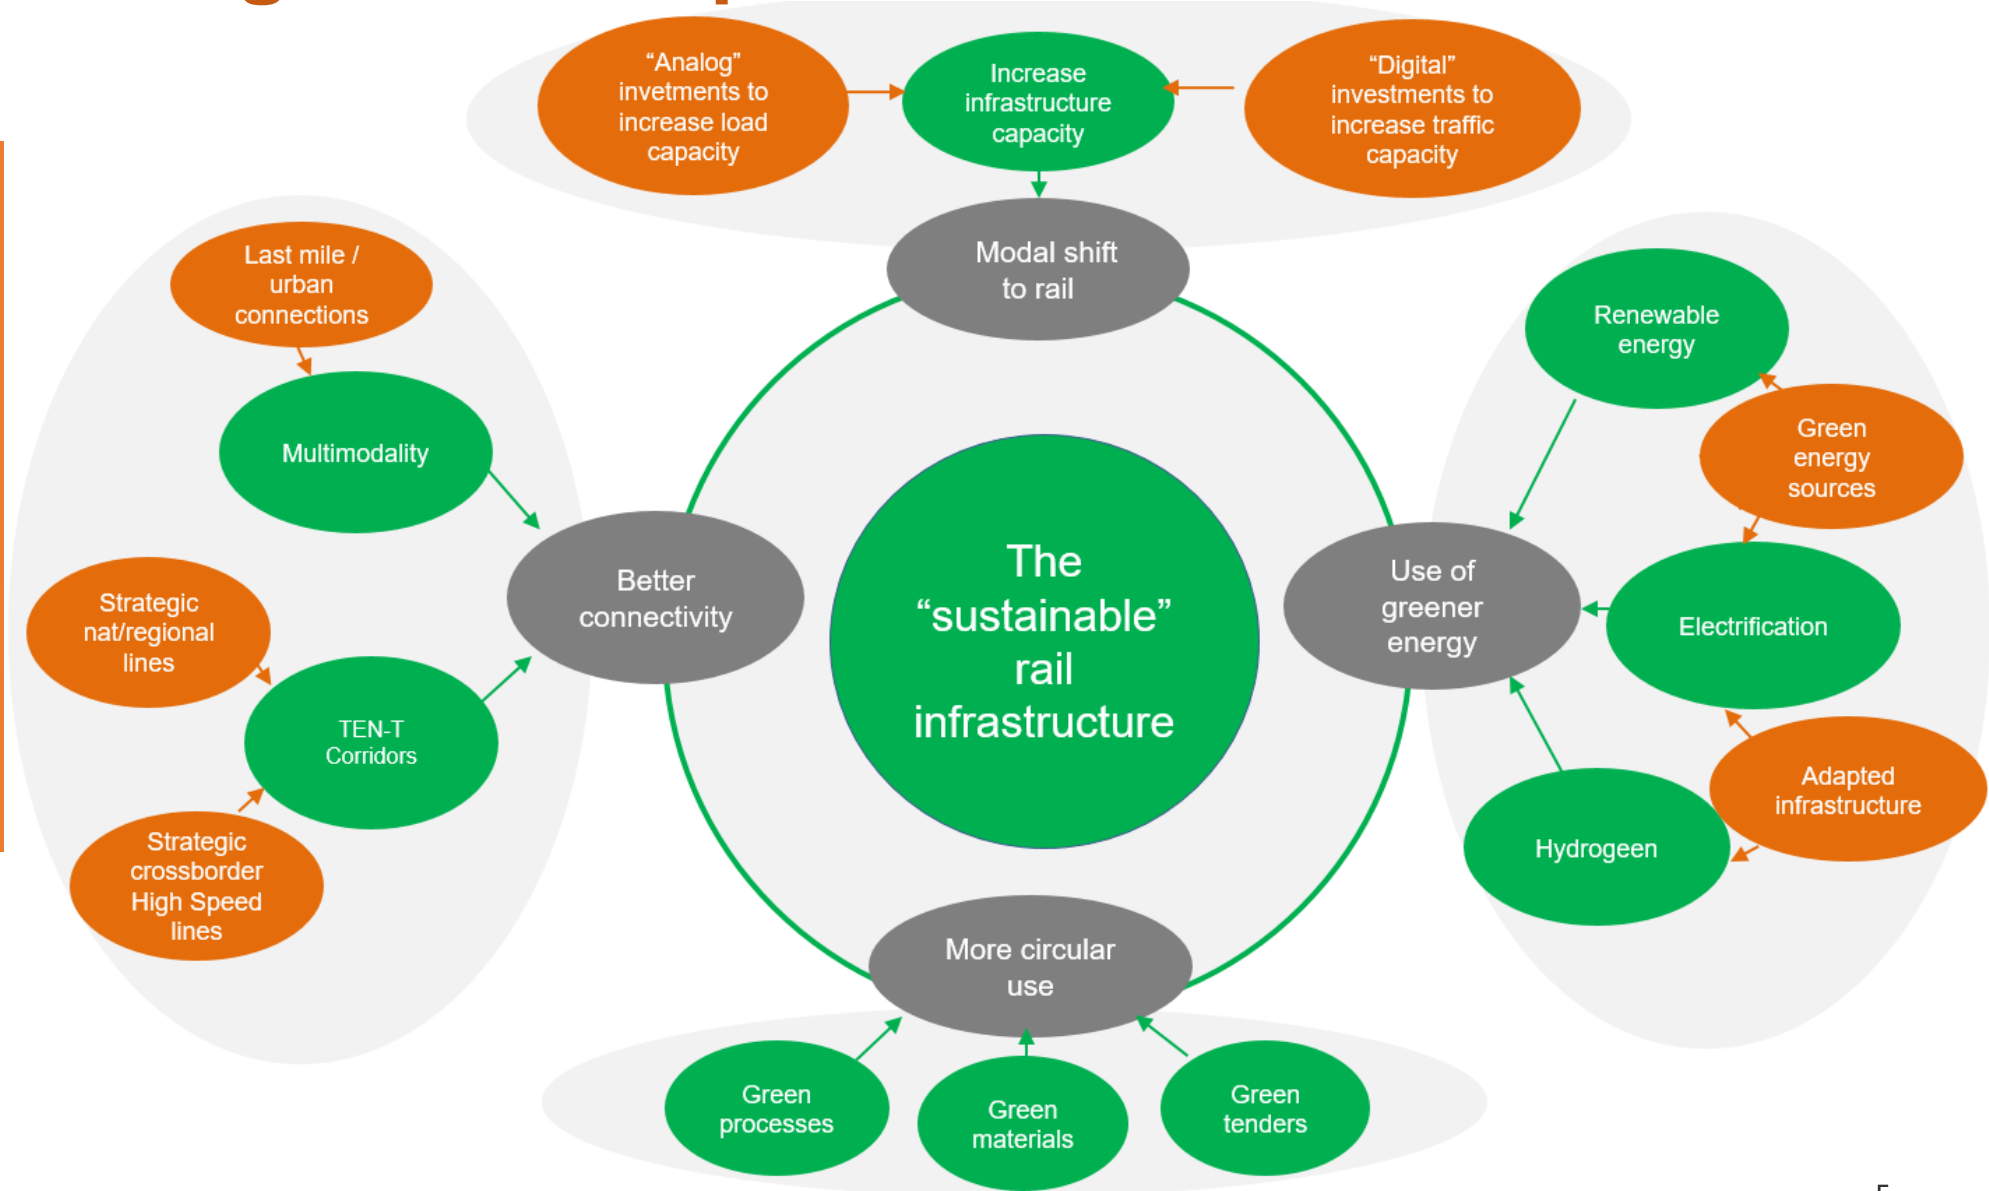 “Analog”
invetments to
increase load
capacity
Increase
infrastructure
capacity
“Digital”
investments to
increase traffic
capacity
Modal shift
to rail
Last mile /
urban
connections
Multimodality
Strategic
nat/regional
lines
TEN-T
Corridors
Strategic
crossborder
High Speed
lines
Better
connectivity
The
“sustainable”
rail
infrastructure
Renewable
energy
Green
energy
sources
Use of
greener
energy
Electrification
Adapted
infrastructure
Hydrogeen
More circular
use
Green
processes
Green
materials
Green
tenders